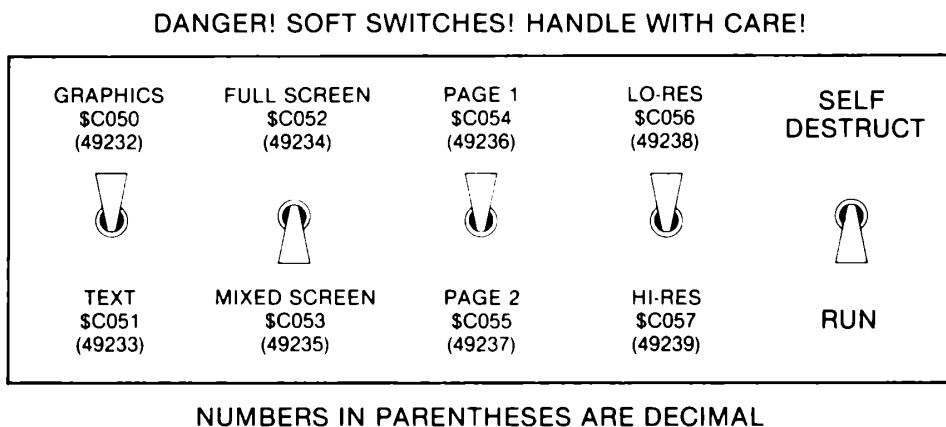 DANGER! SOFT SWITCHES! HANDLE WITH CARE!
GRAPHICS
$C050
(49232)
FULL SCREEN
$C052
(49234)
PAGE 1
$C054
(49236)
LO-RES
$C056
(49238)
SELF
DESTRUCT
TEXT
$C051
(49233)
MIXED SCREEN
$C053
(49235)
PAGE 2
$C055
(49237)
HI-RES
$C057
(49239)
RUN
NUMBERS IN PARENTHESES ARE DECIMAL